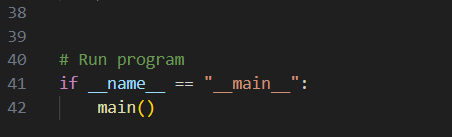 38
39
40 # Run program
41 if __name__ == "__main__":
42 main()